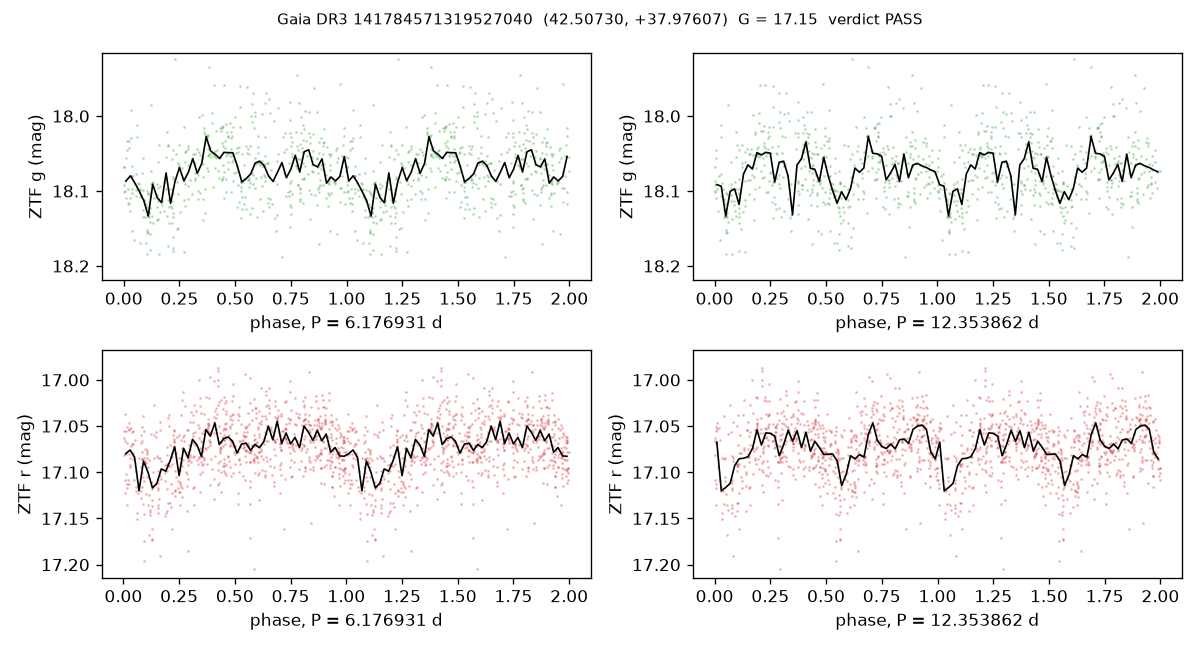 Gaia DR3 141784571319527040 (42.50730, +37.97607) G = 17.15 verdict PASS
ZTF g (mag)
18.0
18.1
18.2
0.00 0.25 0.50 0.75 1.00 1.25 1.50 1.75 2.00
phase, P = 6.176931 d
ZTF g (mag)
18.0
18.1
18.2
0.00 0.25 0.50 0.75 1.00 1.25 1.50 1.75 2.00
phase, P = 12.353862 d
ZTF r (mag)
17.00
17.05
17.10
17.15
17.20
0.00 0.25 0.50 0.75 1.00 1.25 1.50 1.75 2.00
phase, P = 6.176931 d
ZTF r (mag)
17.00
17.05
17.10
17.15
17.20
0.00 0.25 0.50 0.75 1.00 1.25 1.50 1.75 2.00
phase, P = 12.353862 d